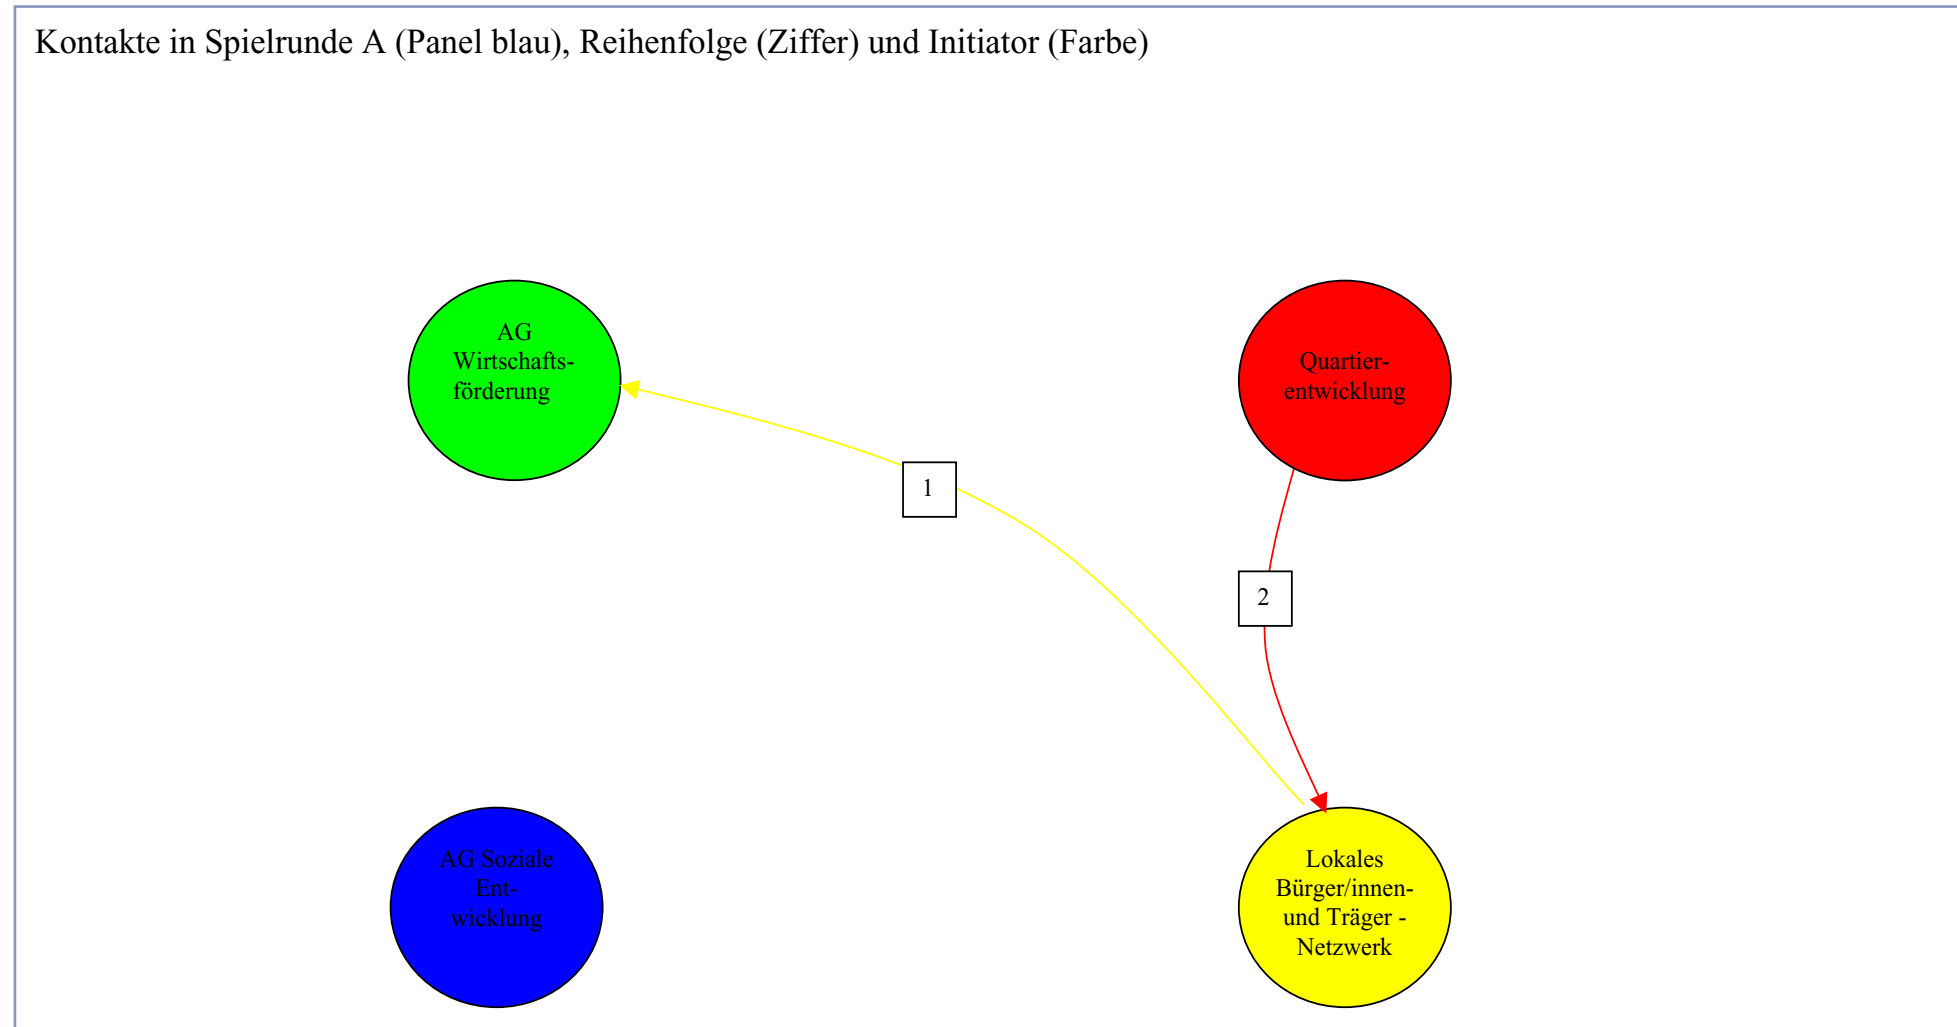 Kontakte in Spielrunde A (Panel blau), Reihenfolge (Ziffer) und Initiator (Farbe)
AG
Wirtschafts-
förderung
Quartier-
entwicklung
1
2
AG Soziale
Ent-
wicklung
Lokales
Bürger/innen-
und Träger -
Netzwerk